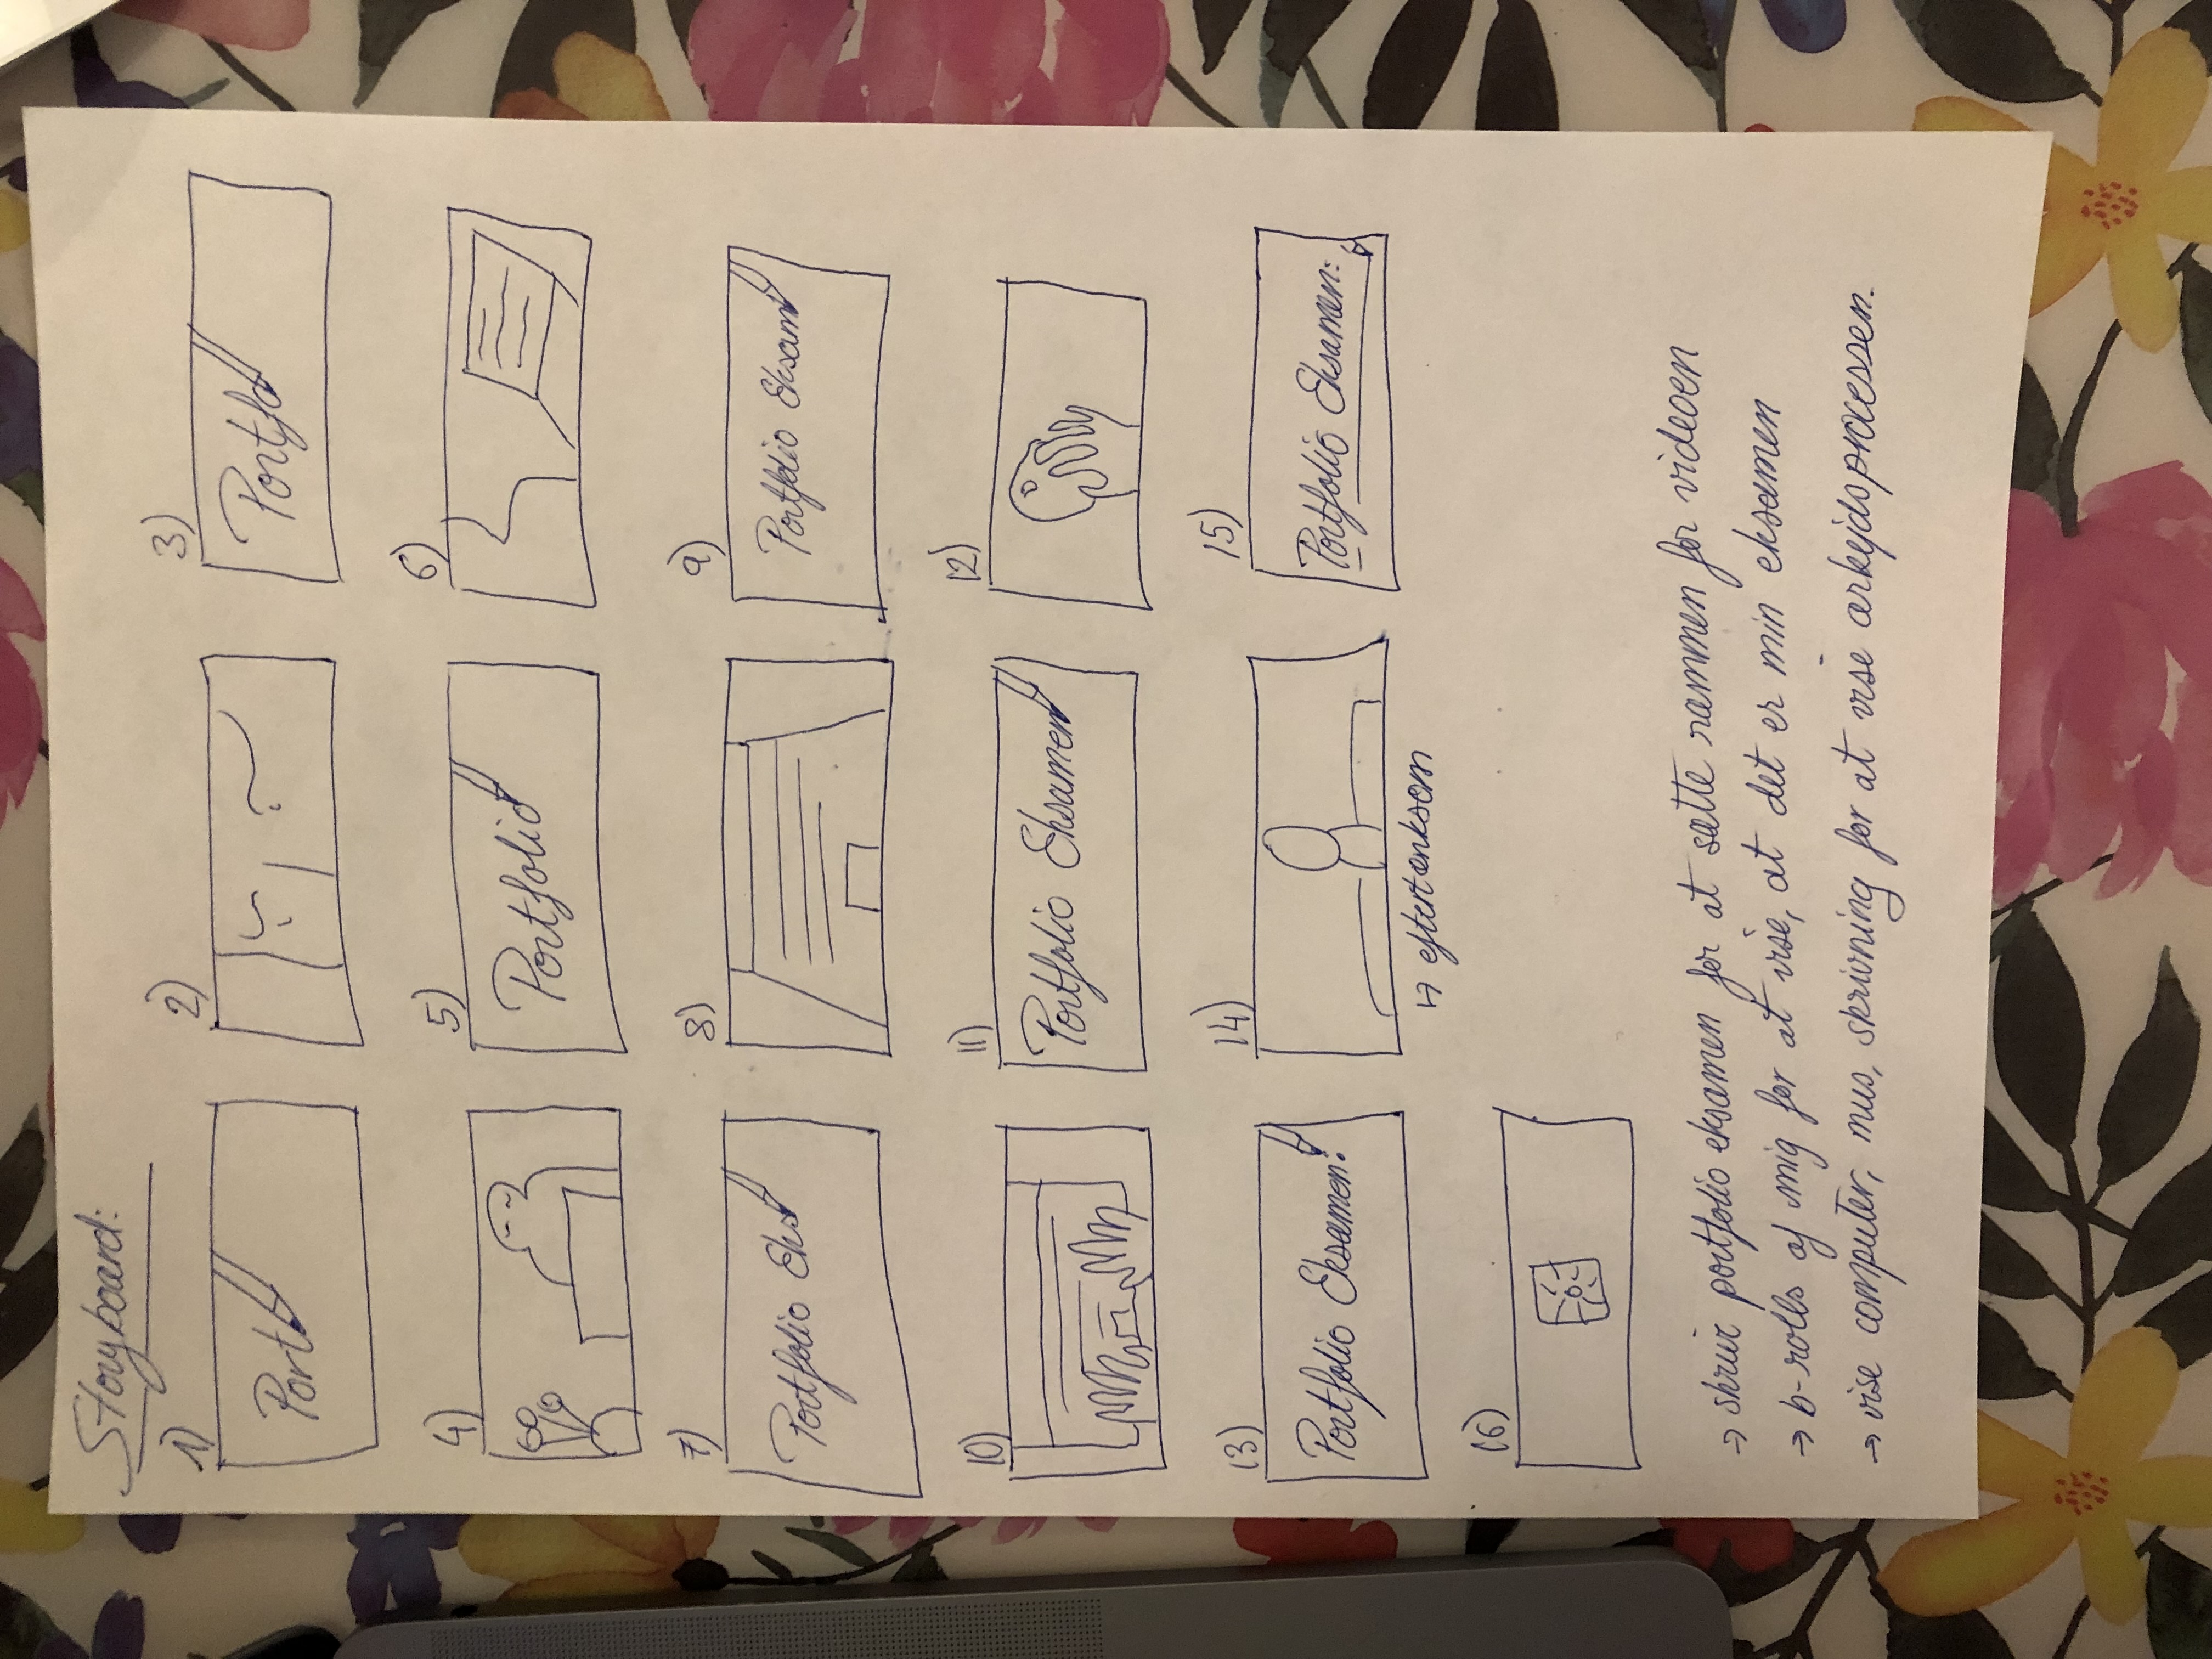 Storyboard:
1)
Port
2)
3)
Portfo
4)
5)
Portfolio
6)
7)
Portfolio Eks
8)
9)
Portfolio Eksam
10)
11)
Portfolio Eksamen
12)
13)
Portfolio Eksamen:
14)
↳ eftertænksom
15)
Portfolio Eksamen:
16)
→ skriv portfolio eksamen for at sætte rammen for videoen
→ b-rolls af mig for at vise, at det er min eksamen
→ vise computer, mus, skrivning for at vise arbejdsprocessen.